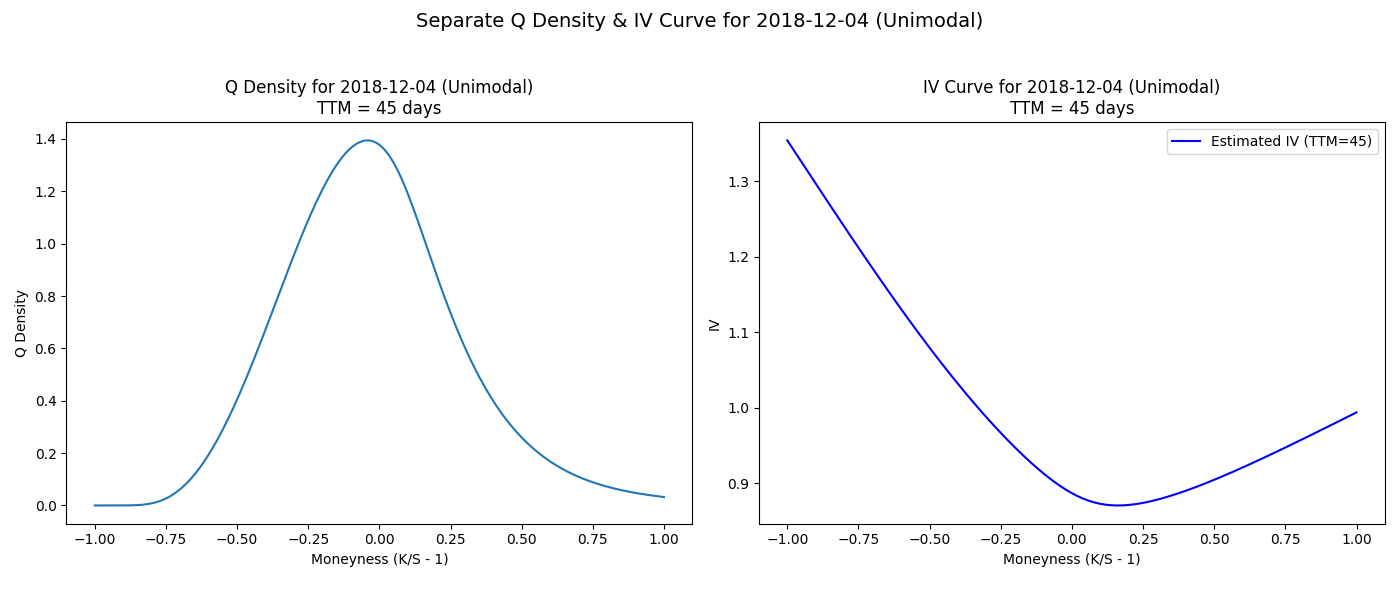 Separate Q Density & IV Curve for 2018-12-04 (Unimodal)
Q Density for 2018-12-04 (Unimodal)
TTM = 45 days
1.4
1.2
1.0
0.8
0.6
0.4
0.2
0.0
Q Density
−1.00 −0.75 −0.50 −0.25 0.00 0.25 0.50 0.75 1.00
Moneyness (K/S - 1)
IV Curve for 2018-12-04 (Unimodal)
TTM = 45 days
Estimated IV (TTM=45)
1.3
1.2
1.1
1.0
0.9
IV
−1.00 −0.75 −0.50 −0.25 0.00 0.25 0.50 0.75 1.00
Moneyness (K/S - 1)